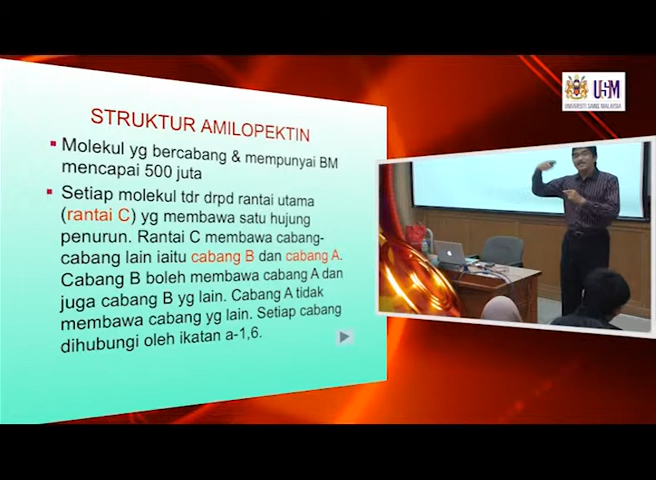 STRUKTUR AMILOPEKTIN
Molekul yg bercabang & mempunyai BM
mencapai 500 juta
Setiap molekul tdr drpd rantai utama
(rantai C) yg membawa satu hujung
penurun. Rantai C membawa cabang-
cabang lain iaitu cabang B dan cabang A.
Cabang B boleh membawa cabang A dan
juga cabang B yg lain. Cabang A tidak
membawa cabang yg lain. Setiap cabang
dihubungi oleh ikatan a-1,6.
USM
UNIVERSITI SAINS MALAYSIA